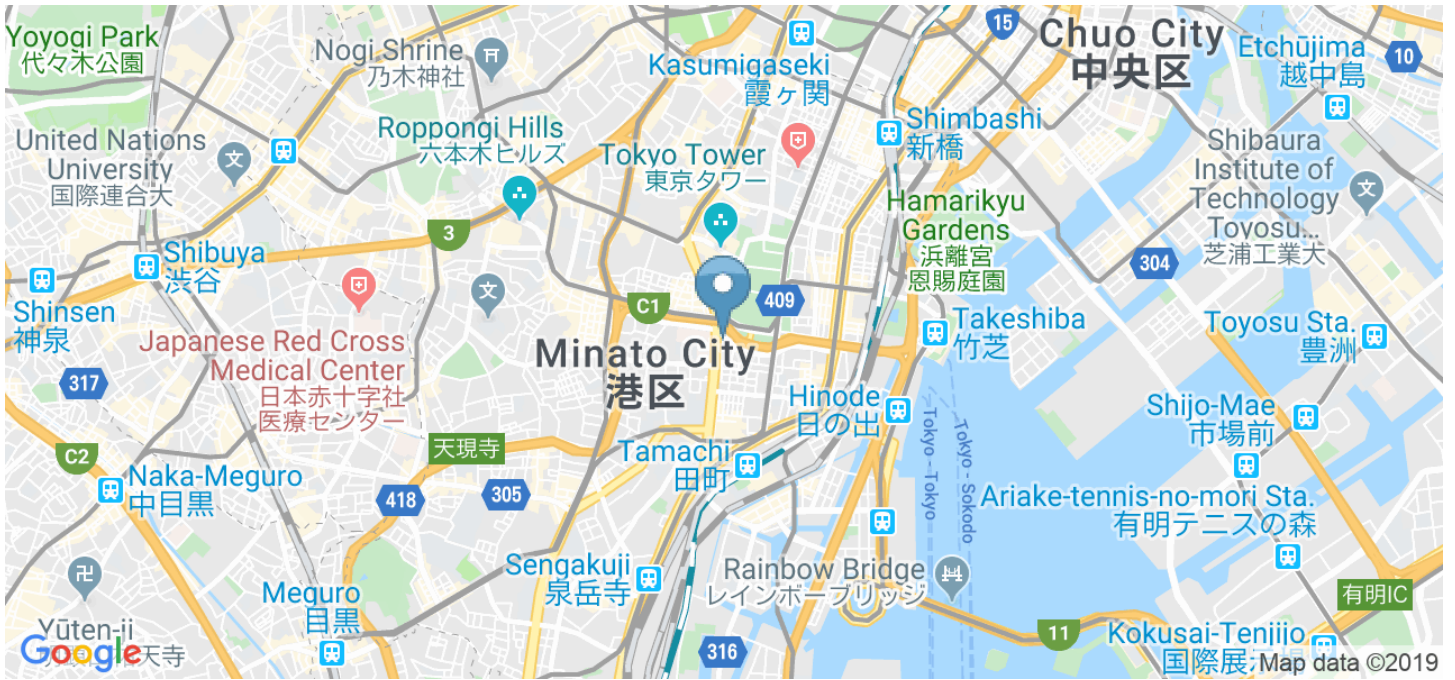 Yoyogi Park
代々木公園
Nogi Shrine
乃木神社
Kasumigaseki
霞ヶ関
15
Chuo City
中央区
Etchūjima
越中島
10
United Nations
University
国際連合大
Roppongi Hills
六本木ヒルズ
Tokyo Tower
東京タワー
Shimbashi
新橋
Shibaura
Institute of
Technology
Toyosu...
芝浦工業大
文
文
Hamarikyu
Gardens
浜離宮
恩賜庭園
3
Shibuya
渋谷
304
Shinsen
神泉
文
C1
409
Takeshiba
竹芝
Toyosu Sta.
豊洲
Japanese Red Cross
Medical Center
日本赤十字社
医療センター
Minato City
港区
317
Hinode
日の出
Shijo-Mae
市場前
C2
天現寺
Tamachi
田町
Tokyo - Tokyo
Tokyo - Sokodo
Naka-Meguro
中目黒
418
305
Ariake-tennis-no-mori Sta.
有明テニスの森
Sengakuji
泉岳寺
Rainbow Bridge
レインボーブリッジ
Meguro
目黒
有明IC
Yūten-ji
天寺
Google
316
11
Kokusai-Tenjijo
国際展
Map data ©2019